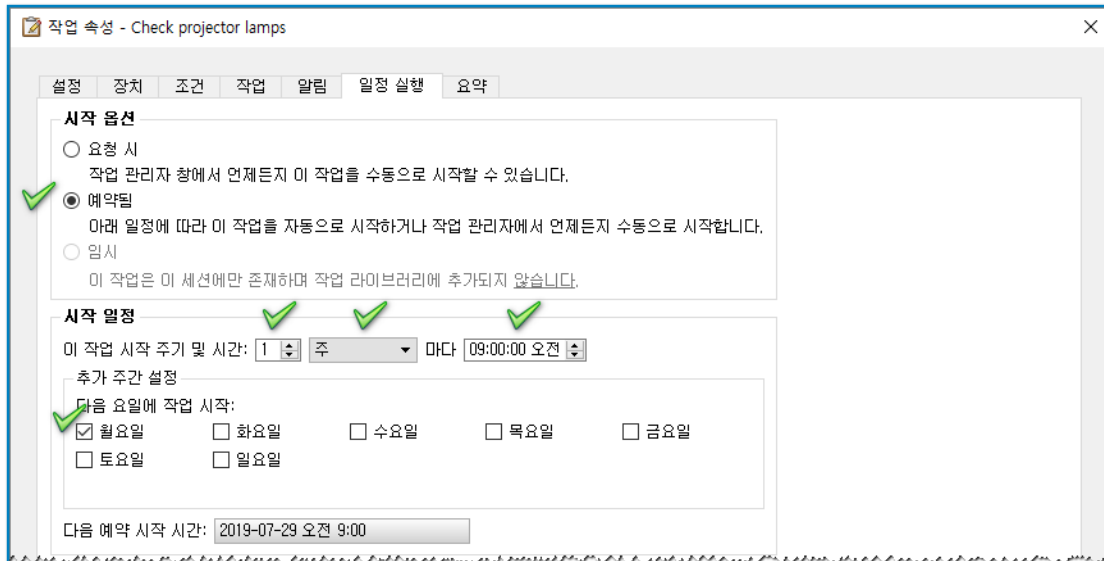 작업 속성 - Check projector lamps
설정 장치 조건 작업 알림 일정 실행 요약
시작 옵션
요청 시
작업 관리자 창에서 언제든지 이 작업을 수동으로 시작할 수 있습니다.
예약됨
아래 일정에 따라 이 작업을 자동으로 시작하거나 작업 관리자에서 언제든지 수동으로 시작합니다.
임시
이 작업은 이 세션에만 존재하며 작업 라이브러리에 추가되지 않습니다.
시작 일정
이 작업 시작 주기 및 시간: 1 주 마다 09:00:00 오전
추가 주간 설정
다음 요일에 작업 시작:
월요일 화요일 수요일 목요일 금요일
토요일 일요일
다음 예약 시작 시간: 2019-07-29 오전 9:00